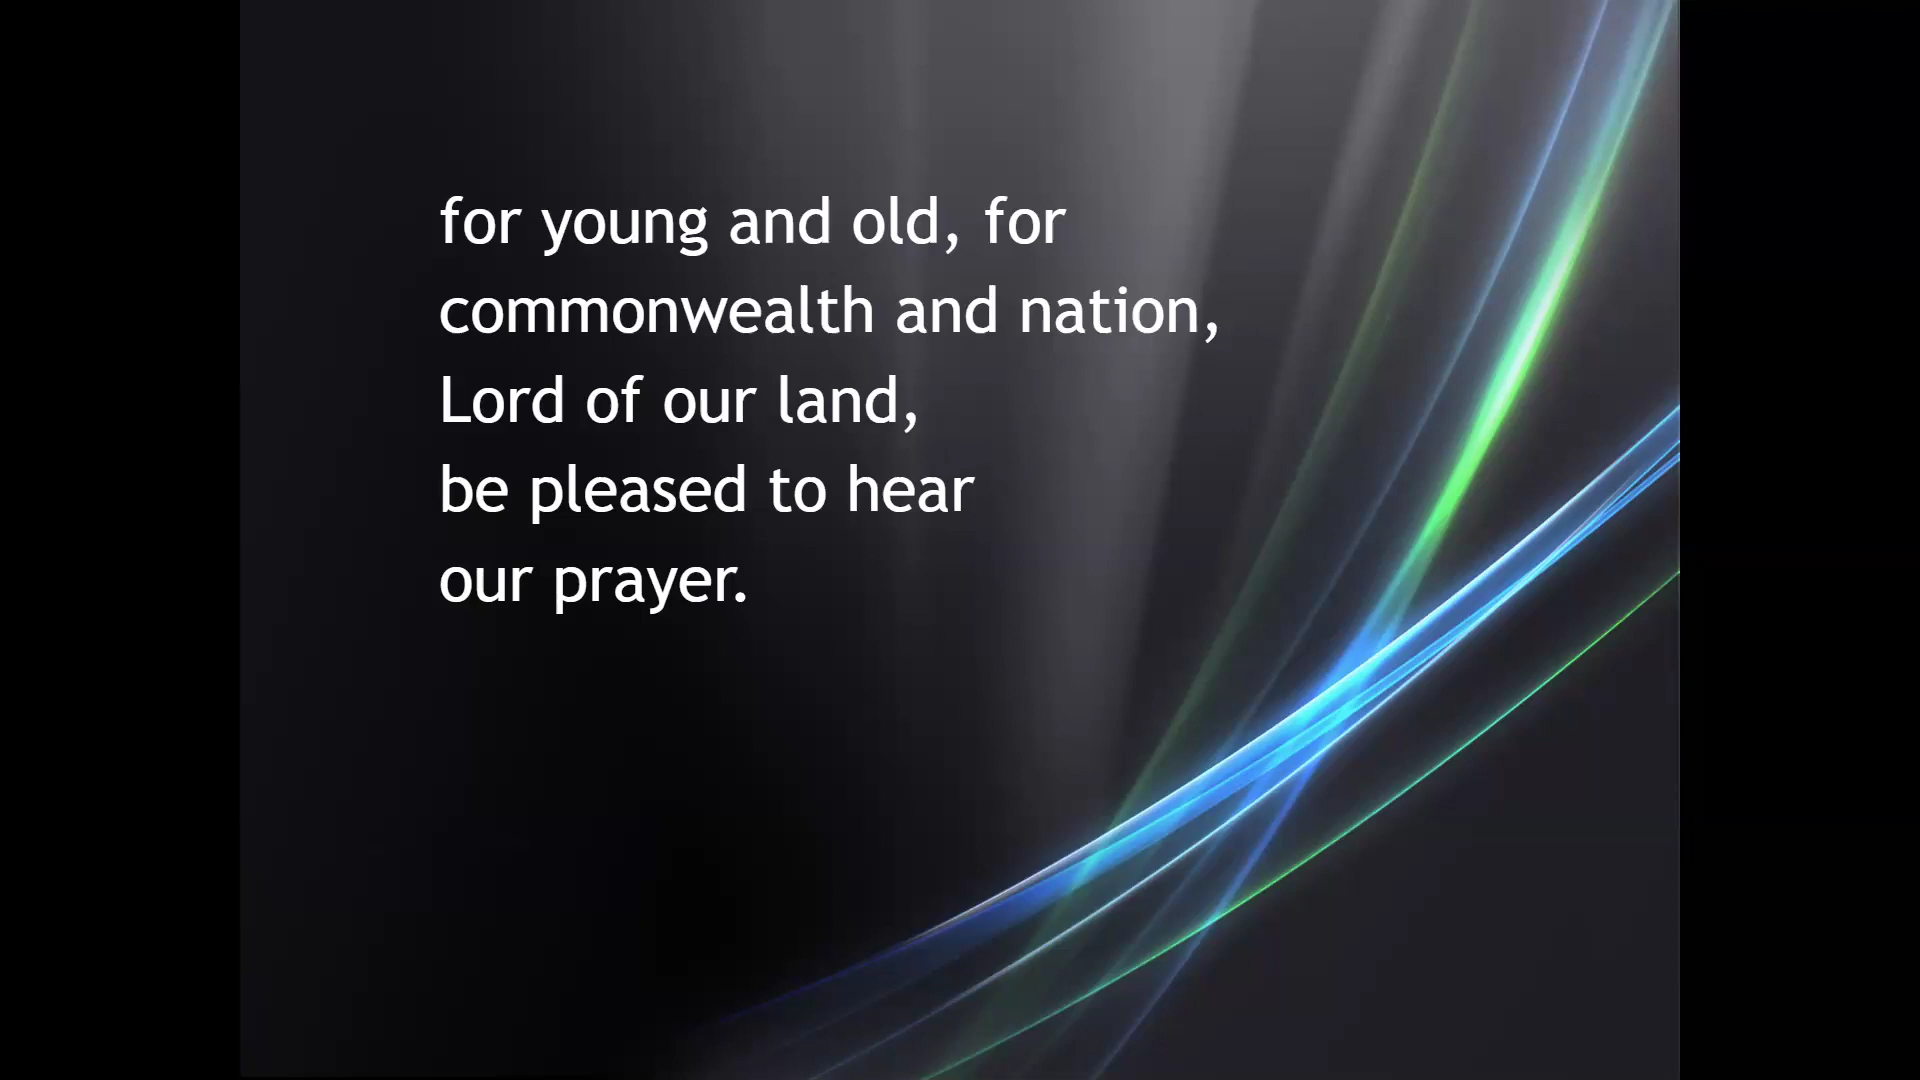 for young and old, for
commonwealth and nation,
Lord of our land,
be pleased to hear
our prayer.